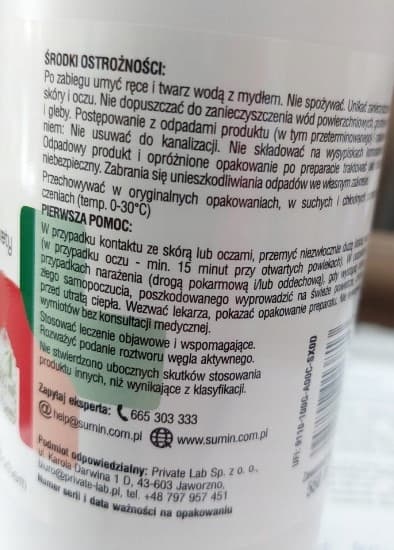 ŚRODKI OSTROŻNOŚCI:
Po zabiegu umyć ręce i twarz wodą z mydłem. Nie spożywać. Unikać
skóry i oczu. Nie dopuszczać do zanieczyszczenia wód powierzchniowych,
i gleby. Postępowanie z odpadami produktu (w tym przeterminowanego)
niem: Nie usuwać do kanalizacji. Nie składować na wysypiskach
Odpadowy produkt i opróżnione opakowanie po preparacie traktować
niebezpieczny. Zabrania się unieszkodliwiania odpadów we własnym zakresie.
Przechowywać w oryginalnych opakowaniach, w suchych i
czeniach (temp. 0-30°C)
PIERWSZA POMOC:
W przypadku kontaktu ze skórą lub oczami, przemyć niezwłocznie dużą
(w przypadku oczu - min. 15 minut przy otwartych powiekach). W
przypadkach narażenia (drogą pokarmową i/lub oddechową), gdy
złego samopoczucia, poszkodowanego wyprowadzić na świeże
przed utratą ciepła. Wezwać lekarza, pokazać opakowanie preparatu. Nie
wymiotów bez konsultacji medycznej.
Stosować leczenie objawowe i wspomagające.
Rozważyć podanie roztworu węgla aktywnego.
Nie stwierdzono ubocznych skutków stosowania
produktu innych, niż wynikające z klasyfikacji.
Zapytaj eksperta: 665 303 333
help@sumin.com.pl www.sumin.com.pl
Podmiot odpowiedzialny: Private Lab Sp. z o.o.,
ul. Karola Darwina 1 D, 43-603 Jaworzno,
biuro@private-lab.pl, tel. +48 797 957 451
Numer serii i data ważności na opakowaniu
UFI: 9110-100G-A00C-SX0D